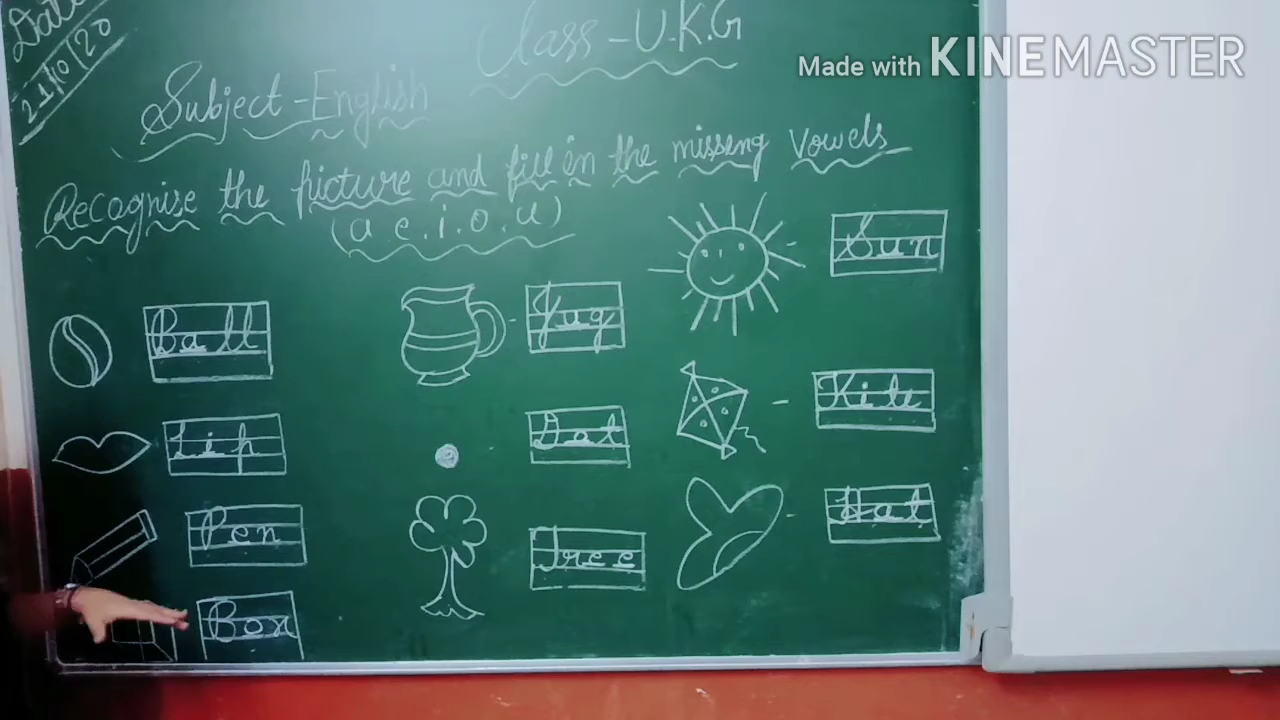 Date
21/10/20
Class - U.K.G
Made with KINEMASTER
Subject - English
Recognise the picture and fill in the missing vowels
(a e. i. o. u)
Ball
Lip
Pen
Box
Jug
Dot
Tree
Sun
Kite
Hat